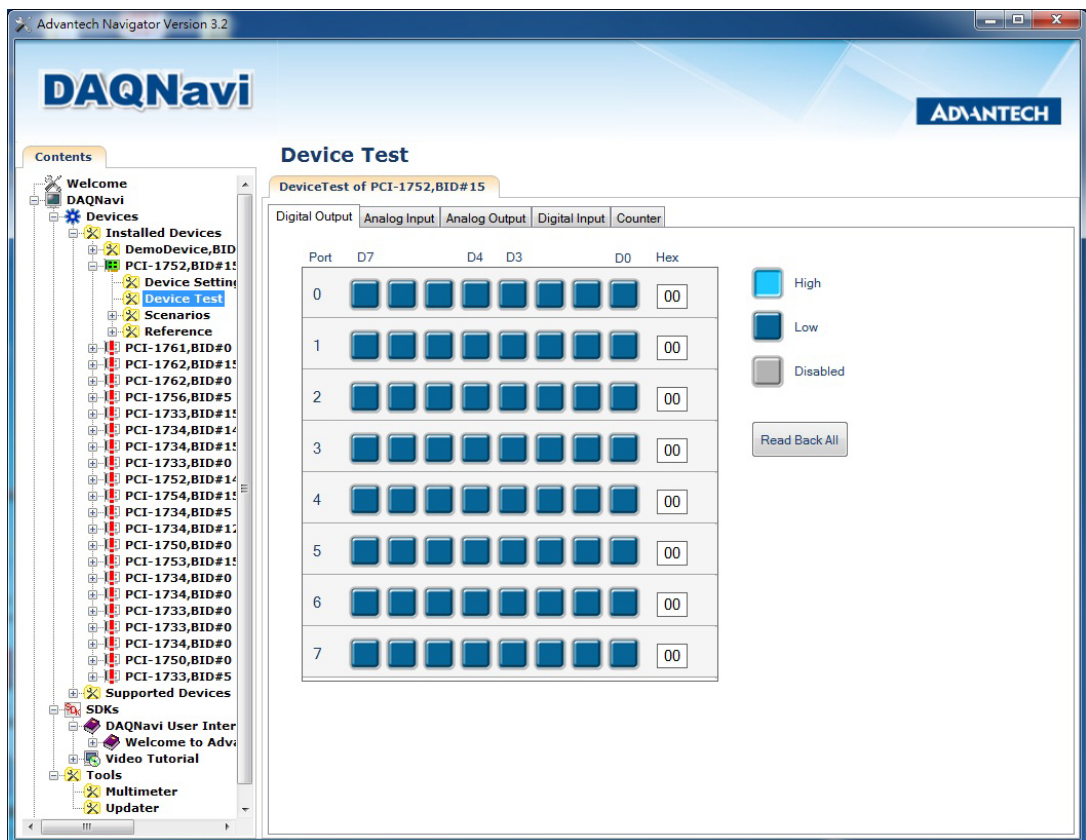 Advantech Navigator Version 3.2
DAQNavi
ADVANTECH
Contents
Welcome
DAQNavi
Devices
Installed Devices
DemoDevice,BID
PCI-1752,BID#15
Device Setting
Device Test
Scenarios
Reference
PCI-1761,BID#0
PCI-1762,BID#15
PCI-1762,BID#0
PCI-1756,BID#5
PCI-1733,BID#15
PCI-1734,BID#14
PCI-1734,BID#15
PCI-1733,BID#0
PCI-1752,BID#14
PCI-1754,BID#15
PCI-1734,BID#5
PCI-1734,BID#12
PCI-1750,BID#0
PCI-1753,BID#15
PCI-1734,BID#0
PCI-1734,BID#0
PCI-1733,BID#0
PCI-1733,BID#0
PCI-1734,BID#0
PCI-1750,BID#0
PCI-1733,BID#5
Supported Devices
SDKs
DAQNavi User Inter
Welcome to Adva
Video Tutorial
Tools
Multimeter
Updater
Device Test
DeviceTest of PCI-1752,BID#15
Digital Output Analog Input Analog Output Digital Input Counter
Port D7 D4 D3 D0 Hex
0 00
1 00
2 00
3 00
4 00
5 00
6 00
7 00
High
Low
Disabled
Read Back All